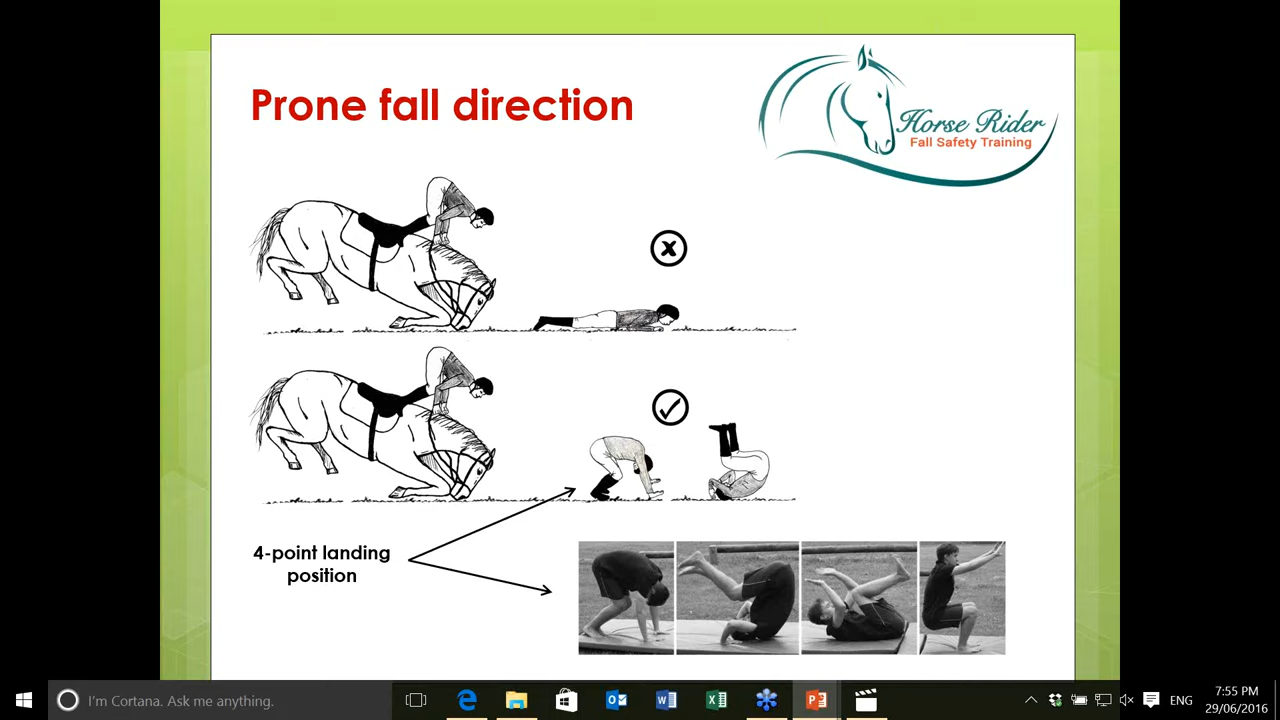 Prone fall direction
Horse Rider
Fall Safety Training
4-point landing
position
I'm Cortana. Ask me anything.
ENG
7:55 PM
29/06/2016